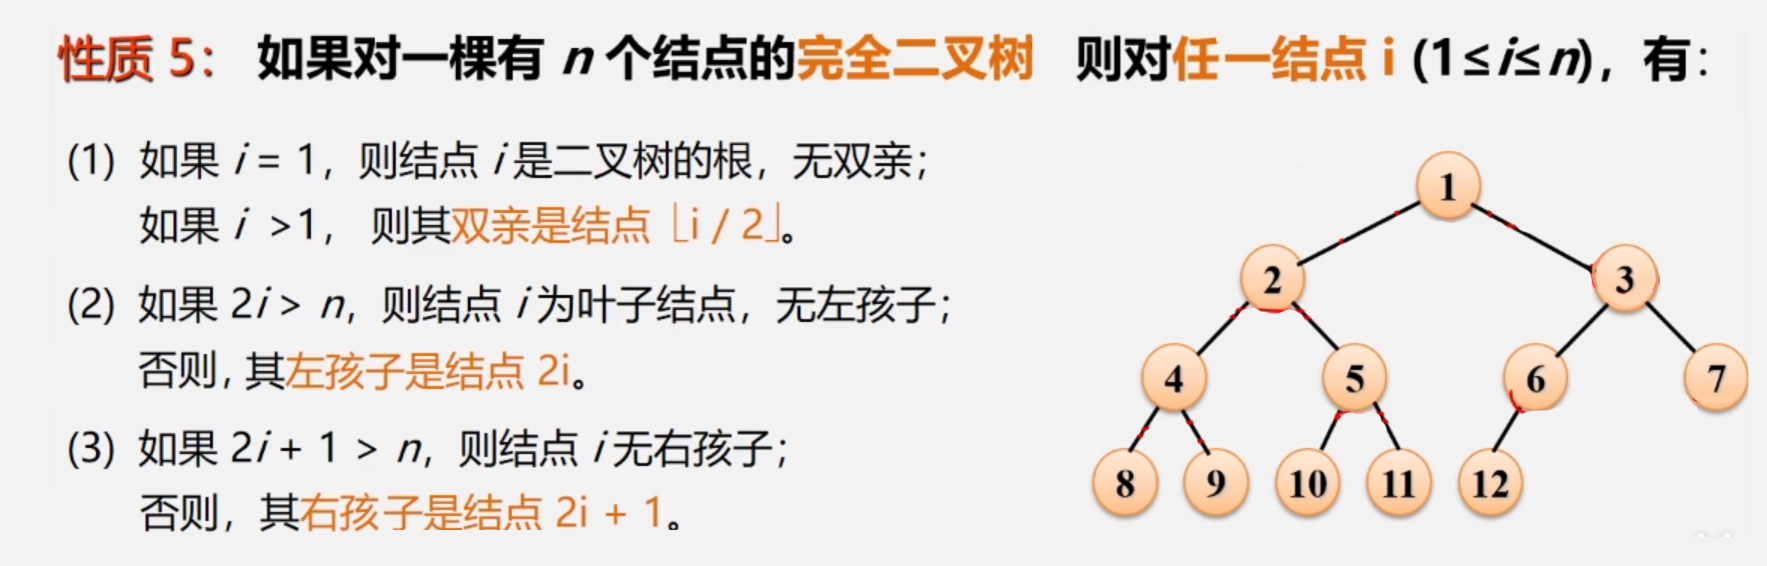 性质 5： 如果对一棵有 n 个结点的完全二叉树 则对任一结点 i (1≤i≤n)，有：
(1) 如果 i = 1，则结点 i 是二叉树的根，无双亲；
如果 i >1， 则其双亲是结点 ⌊i / 2⌋。
(2) 如果 2i > n，则结点 i 为叶子结点，无左孩子；
否则, 其左孩子是结点 2i。
(3) 如果 2i + 1 > n，则结点 i 无右孩子；
否则，其右孩子是结点 2i + 1。
1
2 3
4 5 6 7
8 9 10 11 12